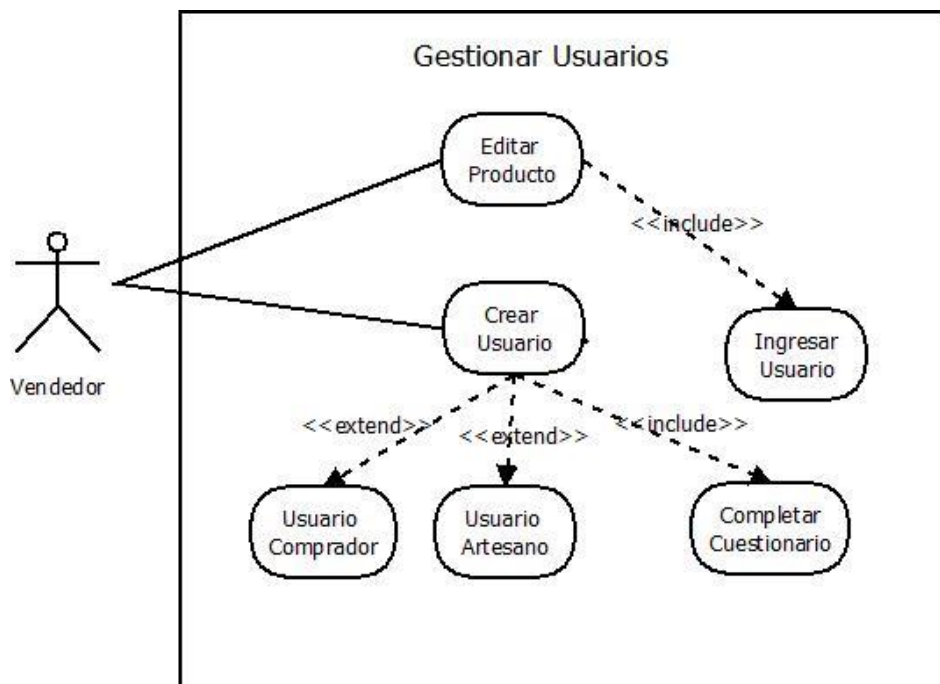 Gestionar Usuarios
Editar
Producto
<<include>>
Crear
Usuario
Ingresar
Usuario
Vendedor
<<extend>>
<<extend>>
<<include>>
Usuario
Comprador
Usuario
Artesano
Completar
Cuestionario